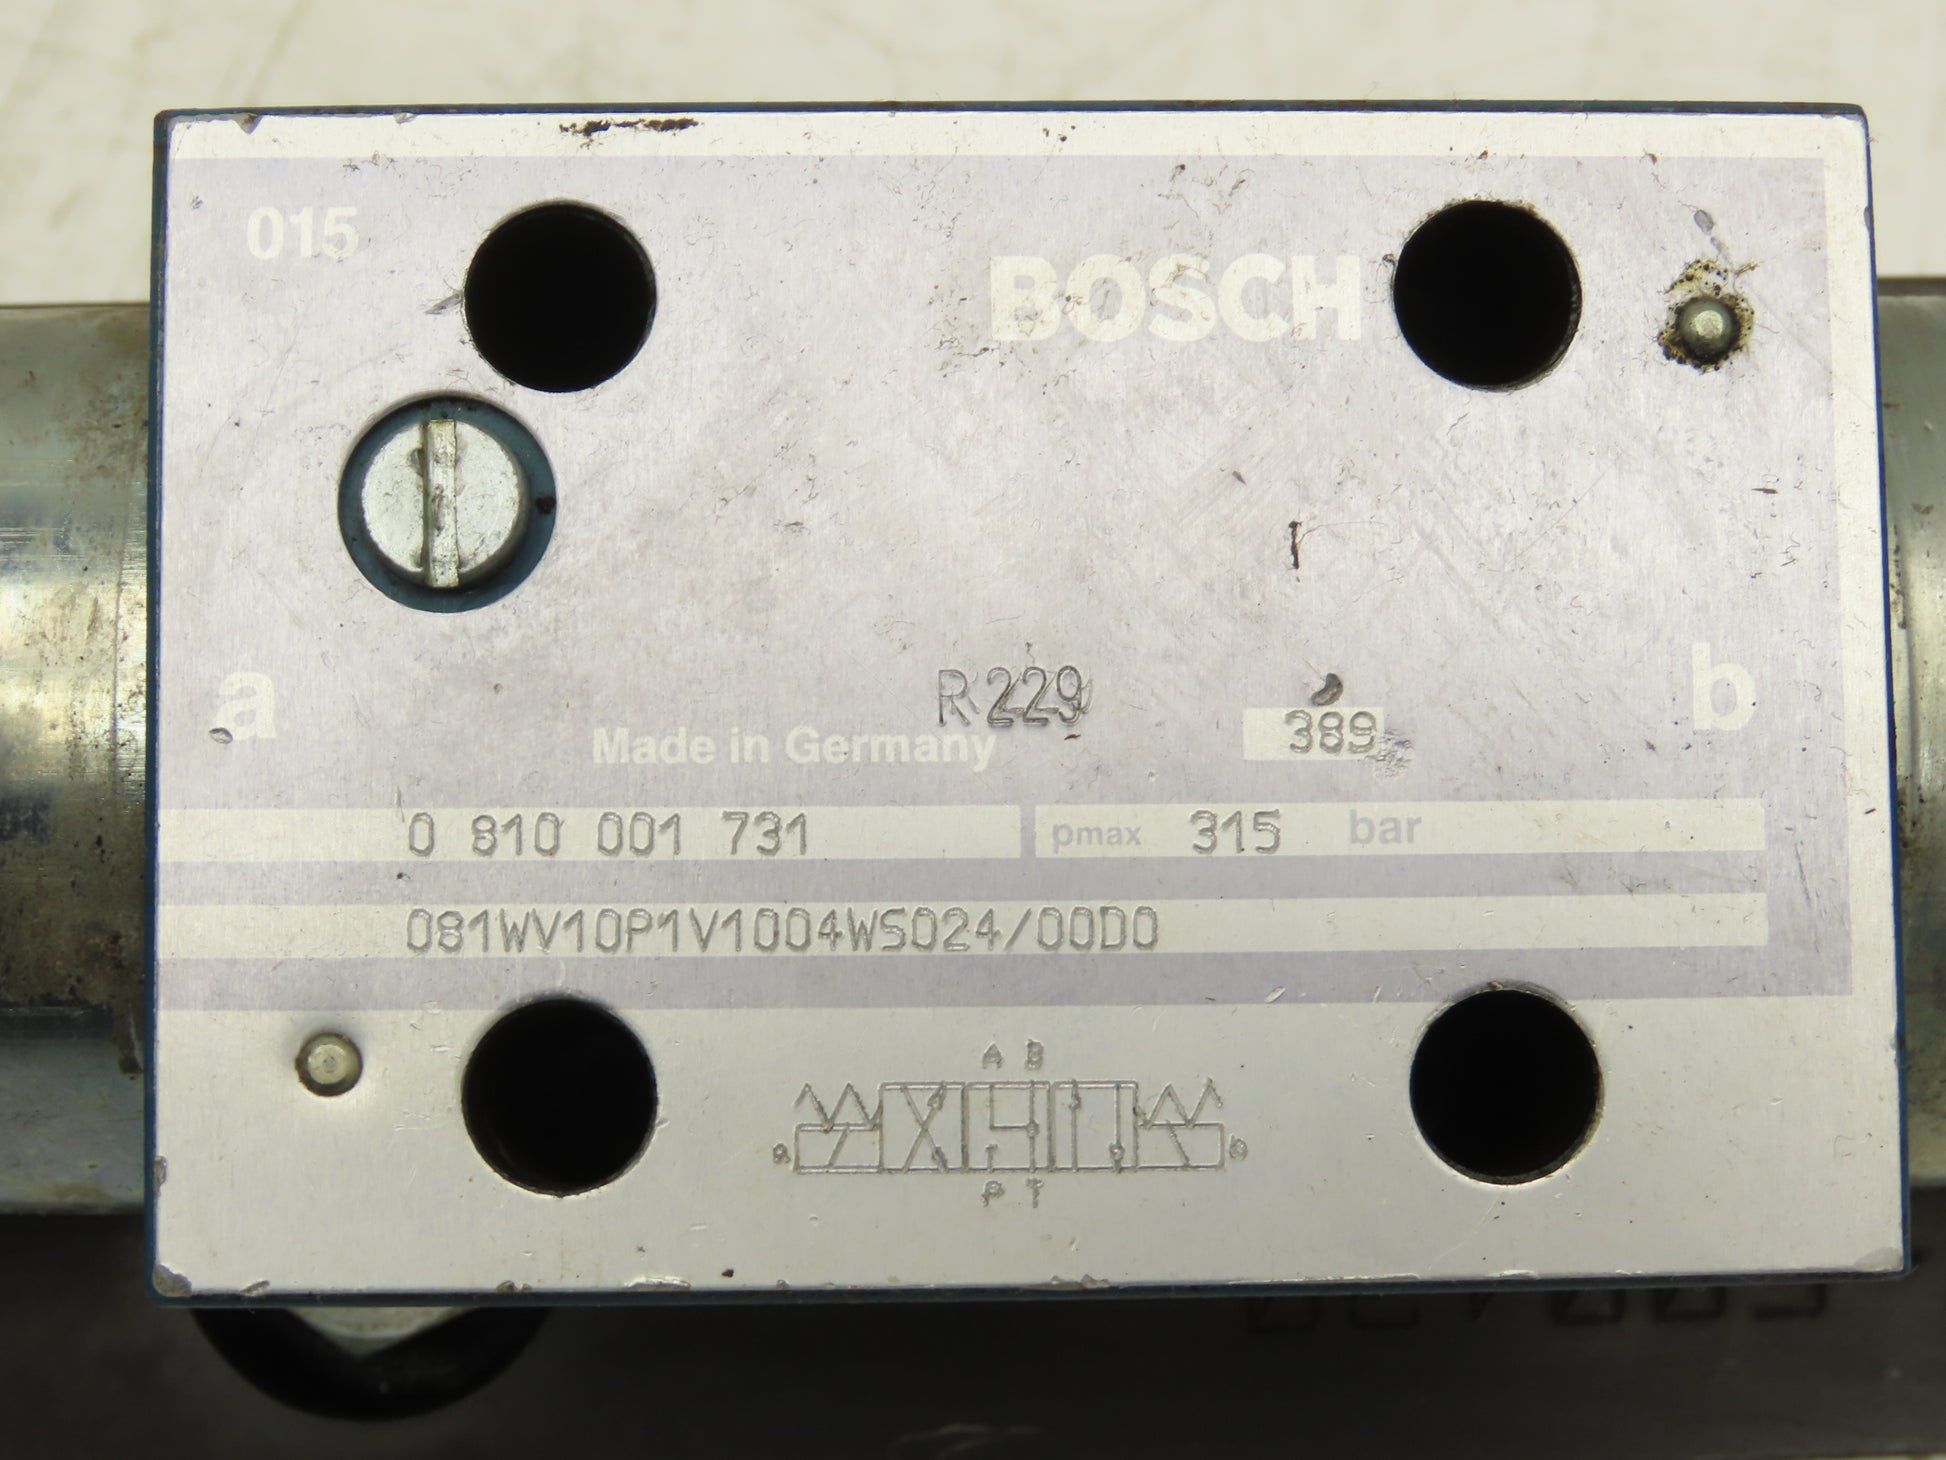 015
BOSCH
a
R229
b
Made in Germany
389
0 810 001 731
pmax 315 bar
081WV10P1V1004WS024/00D0
A B
a
b
P T